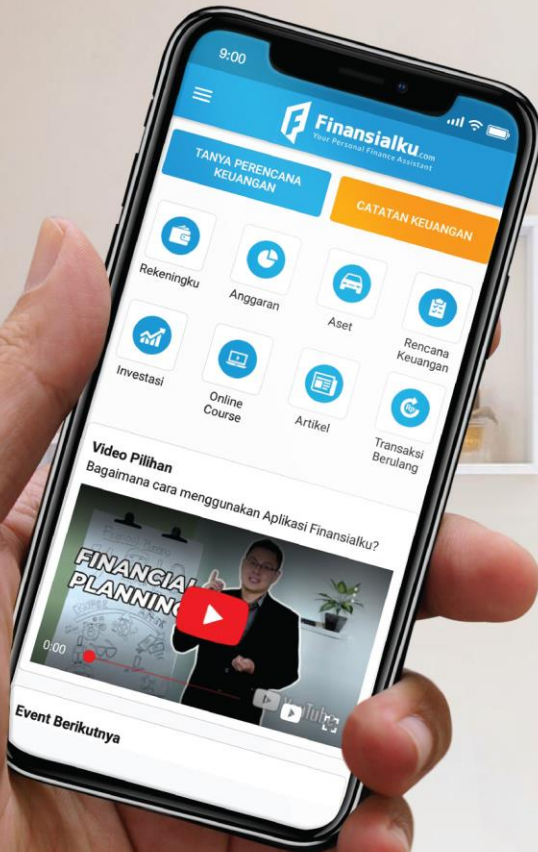 9:00
Finansialku.com
Your Personal Finance Assistant
TANYA PERENCANA
KEUANGAN
CATATAN KEUANGAN
Rekeningku
Anggaran
Aset
Rencana
Keuangan
Investasi
Online
Course
Artikel
Transaksi
Berulang
Video Pilihan
Bagaimana cara menggunakan Aplikasi Finansialku?
FINANCIAL
PLANNING
0:00
YouTube
Event Berikutnya